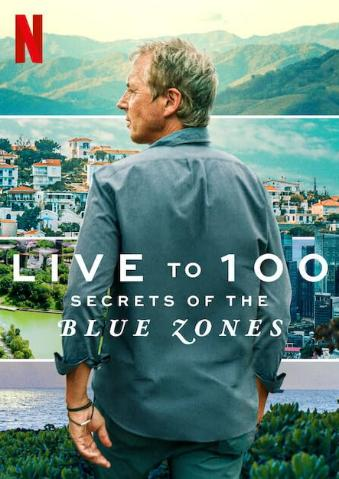 N
LIVE TO 100
SECRETS OF THE
BLUE ZONES